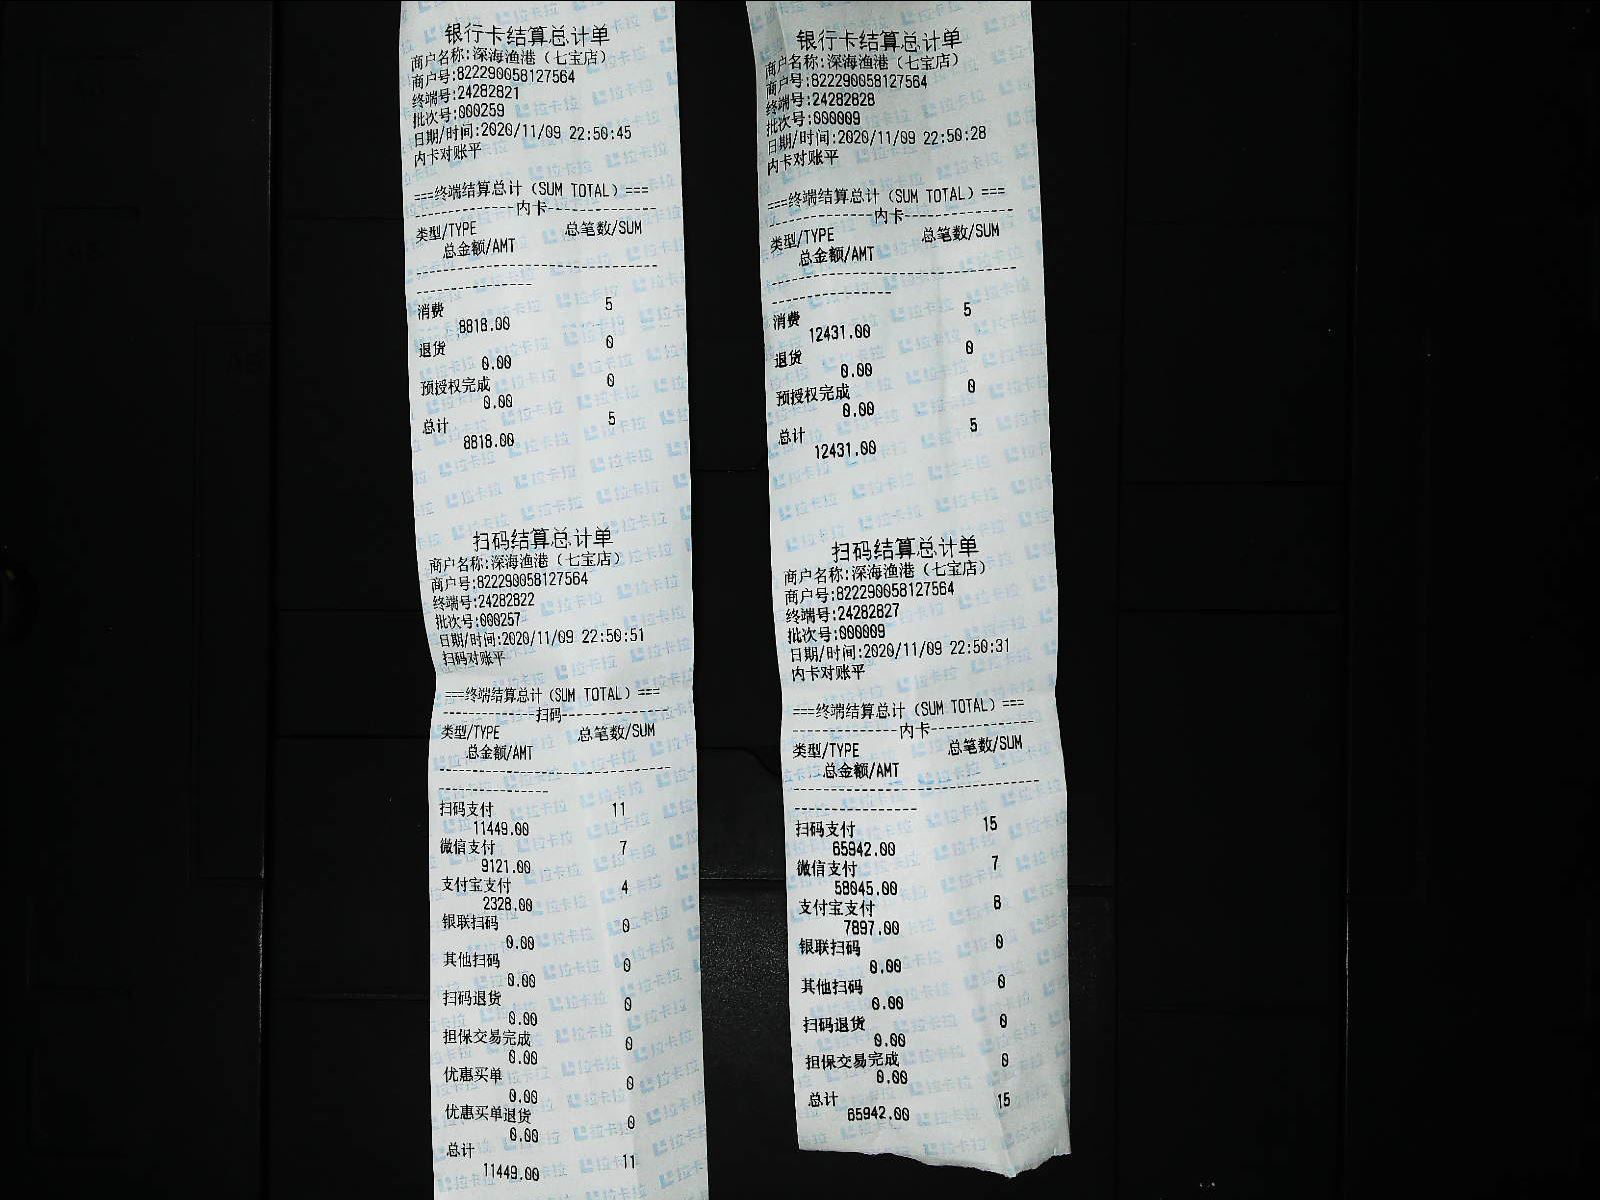 银行卡结算总计单
商户名称:深海渔港（七宝店）
商户号:822290058127564
终端号:24282821
批次号:000259
日期/时间:2020/11/09 22:50:45
内卡对账平
===终端结算总计（SUM TOTAL）===
---------------内卡---------------
类型/TYPE 总笔数/SUM
总金额/AMT
消费 5
8818.00
退货 0
0.00
预授权完成 0
0.00
总计 5
8818.00
扫码结算总计单
商户名称:深海渔港（七宝店）
商户号:822290058127564
终端号:24282822
批次号:000257
日期/时间:2020/11/09 22:50:51
扫码对账平
===终端结算总计（SUM TOTAL）===
---------------扫码---------------
类型/TYPE 总笔数/SUM
总金额/AMT
扫码支付 11
11449.00
微信支付 7
9121.00
支付宝支付 4
2328.00
银联扫码 0
0.00
其他扫码 0
0.00
扫码退货 0
0.00
担保交易完成 0
0.00
优惠买单 0
0.00
优惠买单退货 0
0.00
总计 11
11449.00
银行卡结算总计单
商户名称:深海渔港（七宝店）
商户号:822290058127564
终端号:24282828
批次号:000009
日期/时间:2020/11/09 22:50:28
内卡对账平
===终端结算总计（SUM TOTAL）===
---------------内卡---------------
类型/TYPE 总笔数/SUM
总金额/AMT
消费 5
12431.00
退货 0
0.00
预授权完成 0
0.00
总计 5
12431.00
扫码结算总计单
商户名称:深海渔港（七宝店）
商户号:822290058127564
终端号:24282827
批次号:000009
日期/时间:2020/11/09 22:50:31
内卡对账平
===终端结算总计（SUM TOTAL）===
---------------内卡---------------
类型/TYPE 总笔数/SUM
总金额/AMT
扫码支付 15
65942.00
微信支付 7
58045.00
支付宝支付 8
7897.00
银联扫码 0
0.00
其他扫码 0
0.00
扫码退货 0
0.00
担保交易完成 0
0.00
总计 15
65942.00